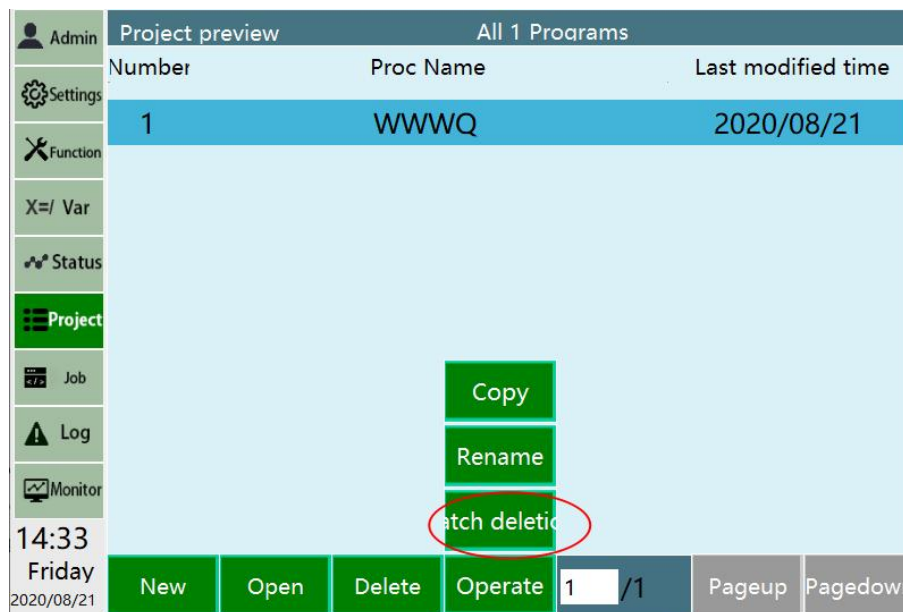 Admin
Project preview
All 1 Programs
Settings
Number
Proc Name
Last modified time
1
WWWQ
2020/08/21
Function
X=/ Var
Status
Project
Job
Log
Monitor
Copy
Rename
atch deletic
14:33
Friday
2020/08/21
New
Open
Delete
Operate
1
/1
Pageup
Pagedow